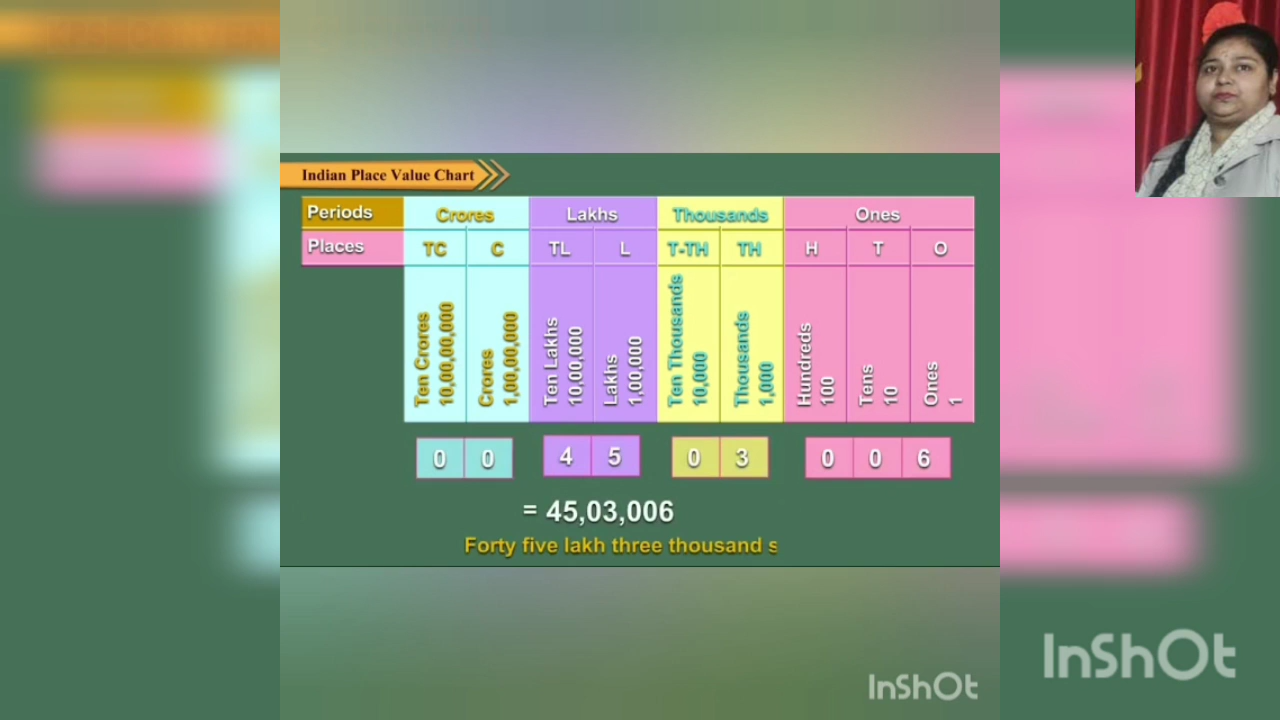 Indian Place Value Chart
Periods Crores Lakhs Thousands Ones
Places TC C TL L T-TH TH H T O
Ten Crores 10,00,00,000
Crores 1,00,00,000
Ten Lakhs 10,00,000
Lakhs 1,00,000
Ten Thousands 10,000
Thousands 1,000
Hundreds 100
Tens 10
Ones 1
0 0 4 5 0 3 0 0 6
= 45,03,006
Forty five lakh three thousand s
InShOt
InShOt